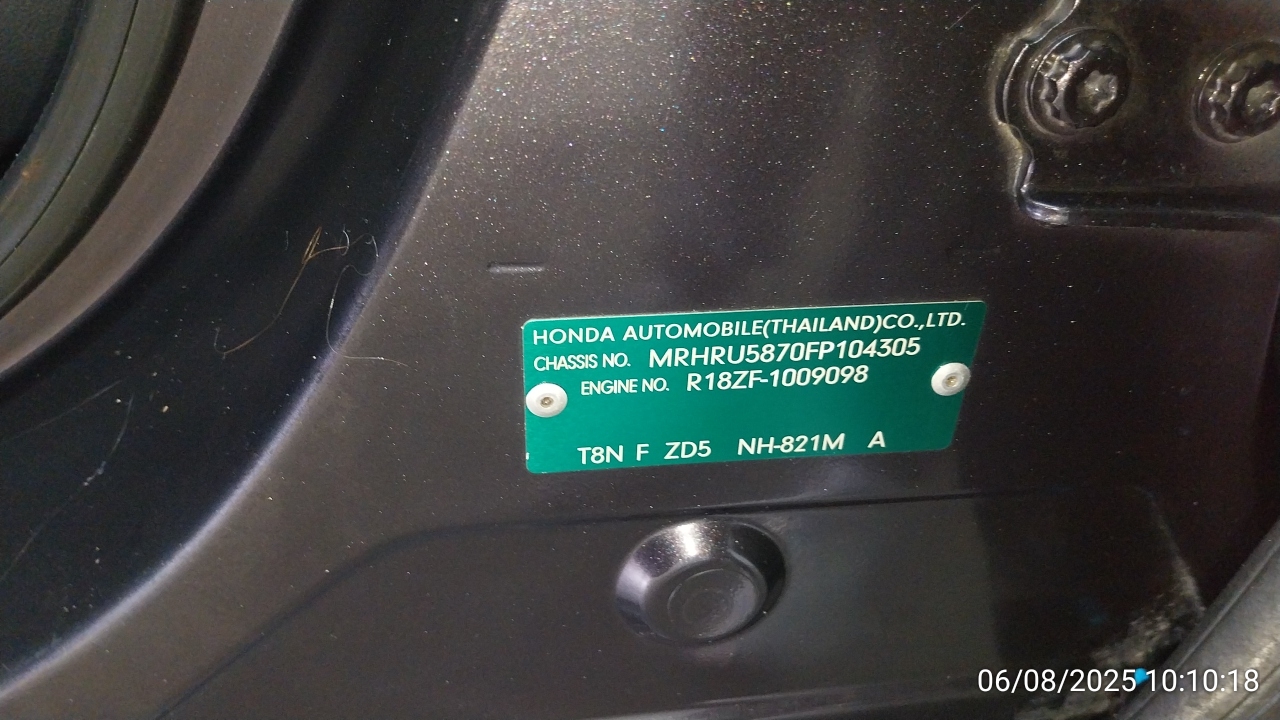 HONDA AUTOMOBILE(THAILAND)CO.,LTD.
CHASSIS NO. MRHRU5870FP104305
ENGINE NO. R18ZF-1009098
T8N F ZD5 NH-821M A
06/08/2025 10:10:18